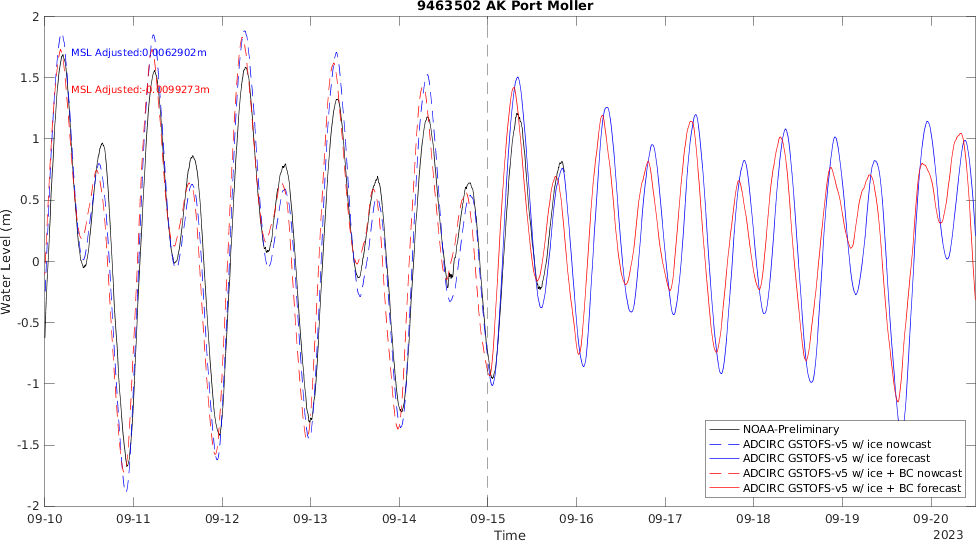 9463502 AK Port Moller
2
1.5
1
0.5
0
-0.5
-1
-1.5
-2
Water Level (m)
MSL Adjusted:0.0062902m
MSL Adjusted:-0.0099273m
NOAA-Preliminary
ADCIRC GSTOFS-v5 w/ ice nowcast
ADCIRC GSTOFS-v5 w/ ice forecast
ADCIRC GSTOFS-v5 w/ ice + BC nowcast
ADCIRC GSTOFS-v5 w/ ice + BC forecast
09-10 09-11 09-12 09-13 09-14 09-15 09-16 09-17 09-18 09-19 09-20
Time
2023